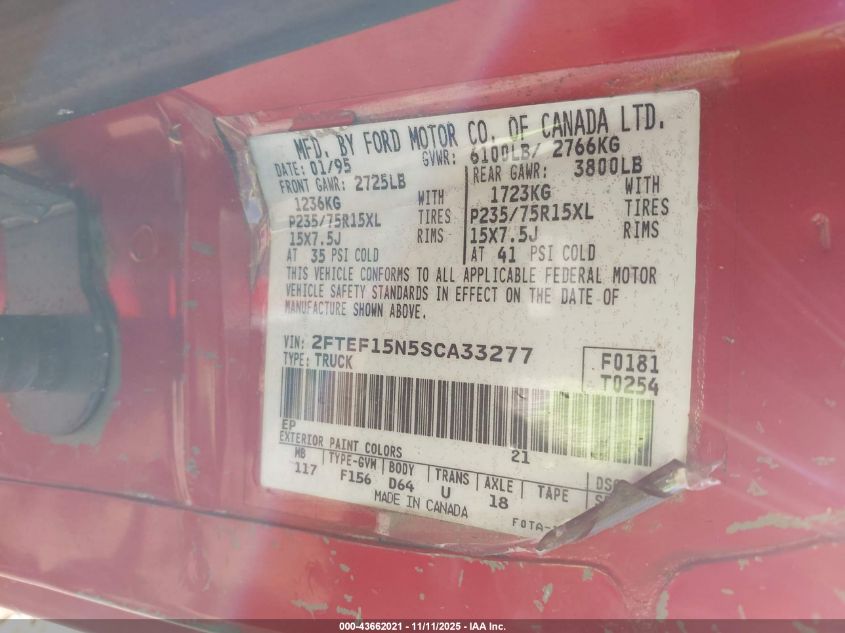 MFD. BY FORD MOTOR CO. OF CANADA LTD.
DATE: 01/95 GVWR: 6100LB/ 2766KG
FRONT GAWR: 2725LB REAR GAWR: 3800LB
1236KG WITH 1723KG WITH
P235/75R15XL TIRES P235/75R15XL TIRES
15X7.5J RIMS 15X7.5J RIMS
AT 35 PSI COLD AT 41 PSI COLD
THIS VEHICLE CONFORMS TO ALL APPLICABLE FEDERAL MOTOR
VEHICLE SAFETY STANDARDS IN EFFECT ON THE DATE OF
MANUFACTURE SHOWN ABOVE.
VIN: 2FTEF15N5SCA33277
TYPE: TRUCK
F0181
T0254
EP 21
EXTERIOR PAINT COLORS
WB TYPE-GVW BODY TRANS AXLE TAPE DSO
117 F156 D64 U 18
MADE IN CANADA
F0TA-
000-43662021 - 11/11/2025 - IAA Inc.